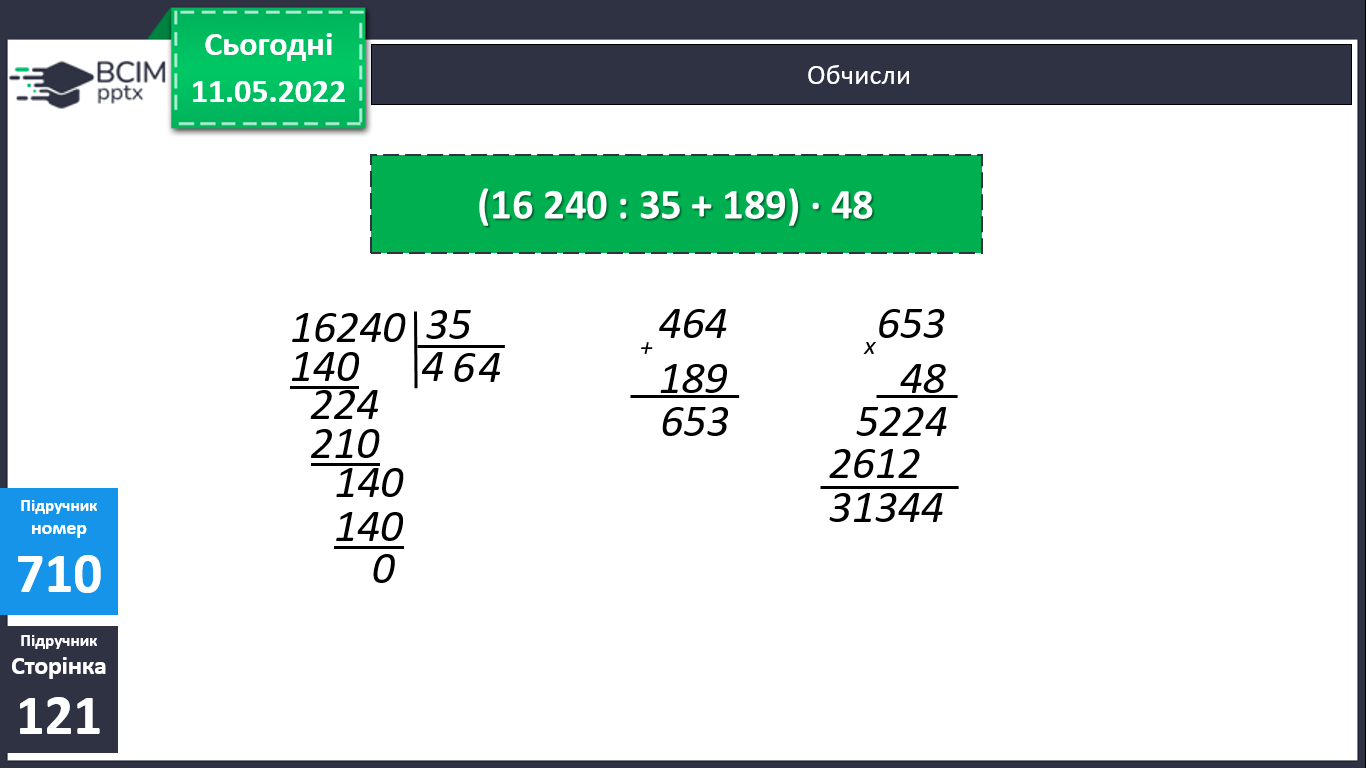 Сьогодні
11.05.2022
ВСІМ
pptx
Обчисли
(16 240 : 35 + 189) · 48
16240 35
140 4 64
224
210
140
140
0
464
+
189
653
653
х
48
5224
2612
31344
Підручник
номер
710
Підручник
Сторінка
121